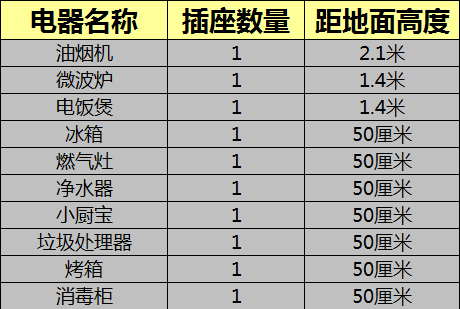 电器名称 插座数量 距地面高度
油烟机 1 2.1米
微波炉 1 1.4米
电饭煲 1 1.4米
冰箱 1 50厘米
燃气灶 1 50厘米
净水器 1 50厘米
小厨宝 1 50厘米
垃圾处理器 1 50厘米
烤箱 1 50厘米
消毒柜 1 50厘米